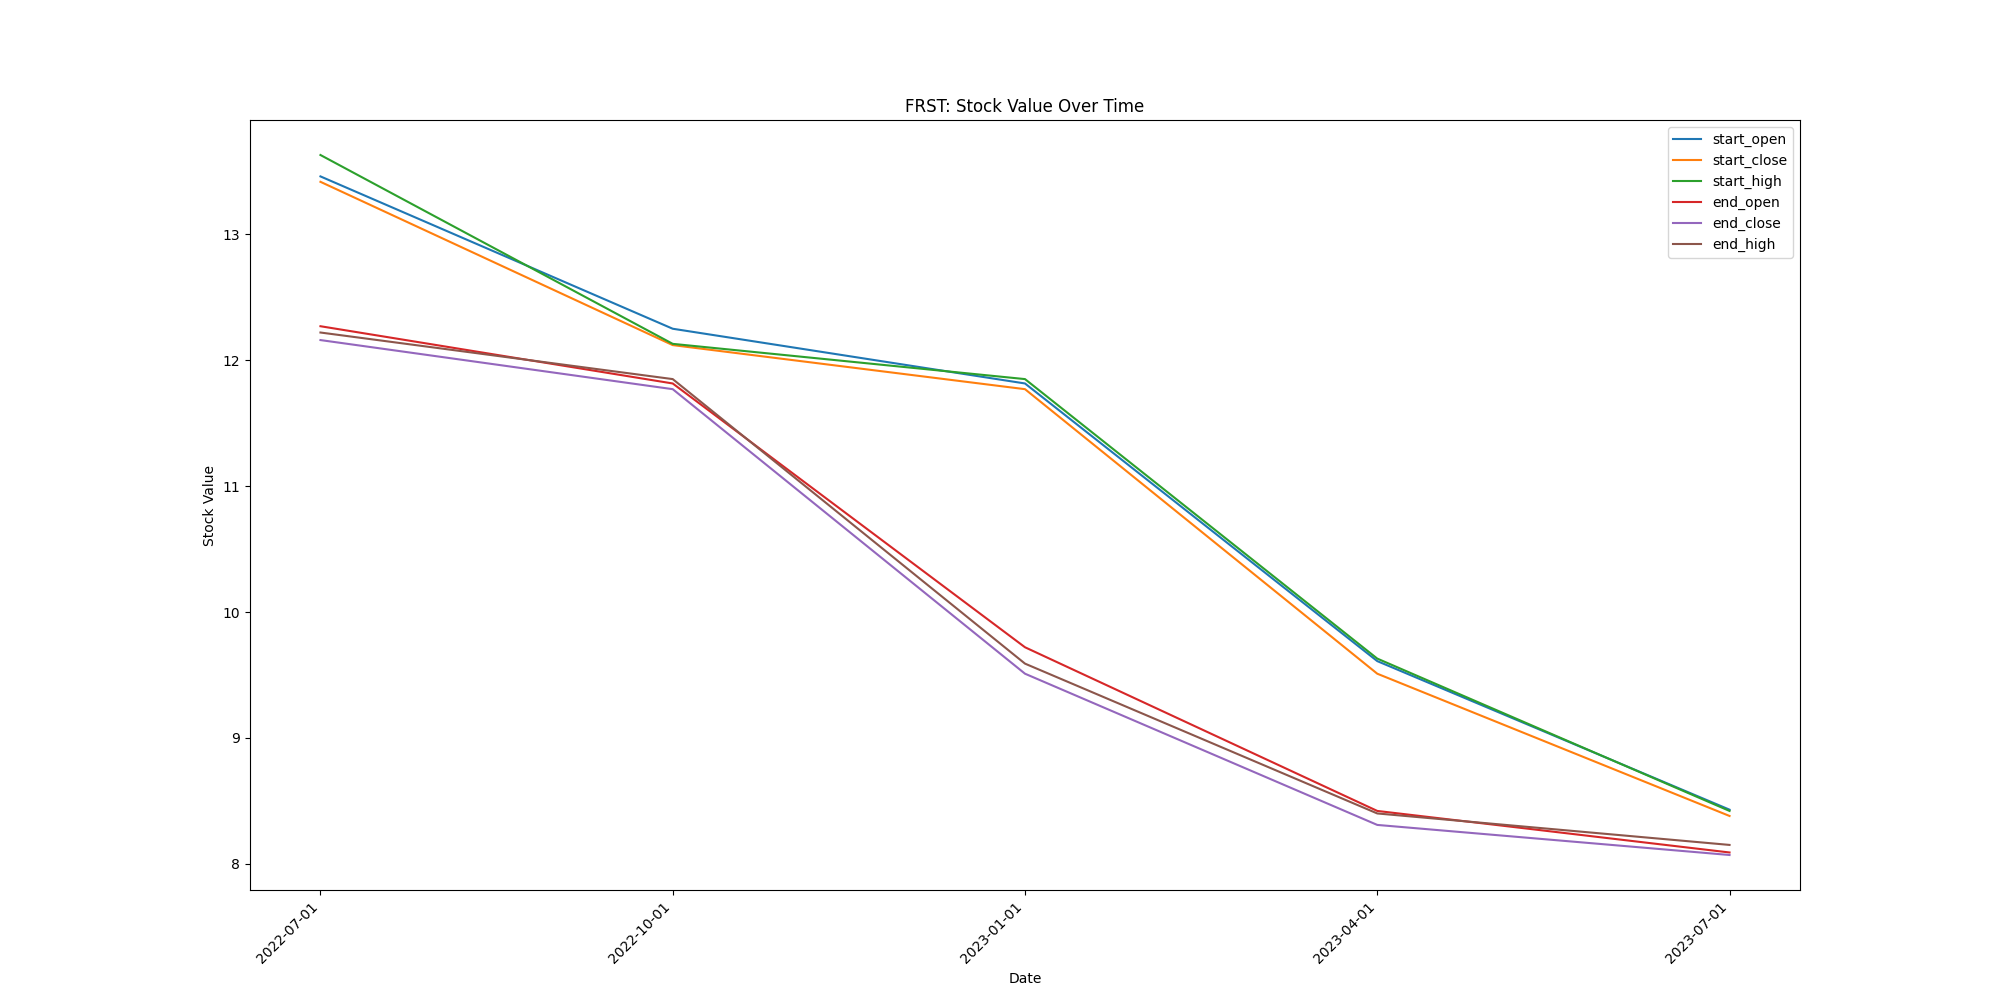 FRST: Stock Value Over Time
start_open
start_close
start_high
end_open
end_close
end_high
Stock Value
13
12
11
10
9
8
2022-07-01
2022-10-01
2023-01-01
2023-04-01
2023-07-01
Date